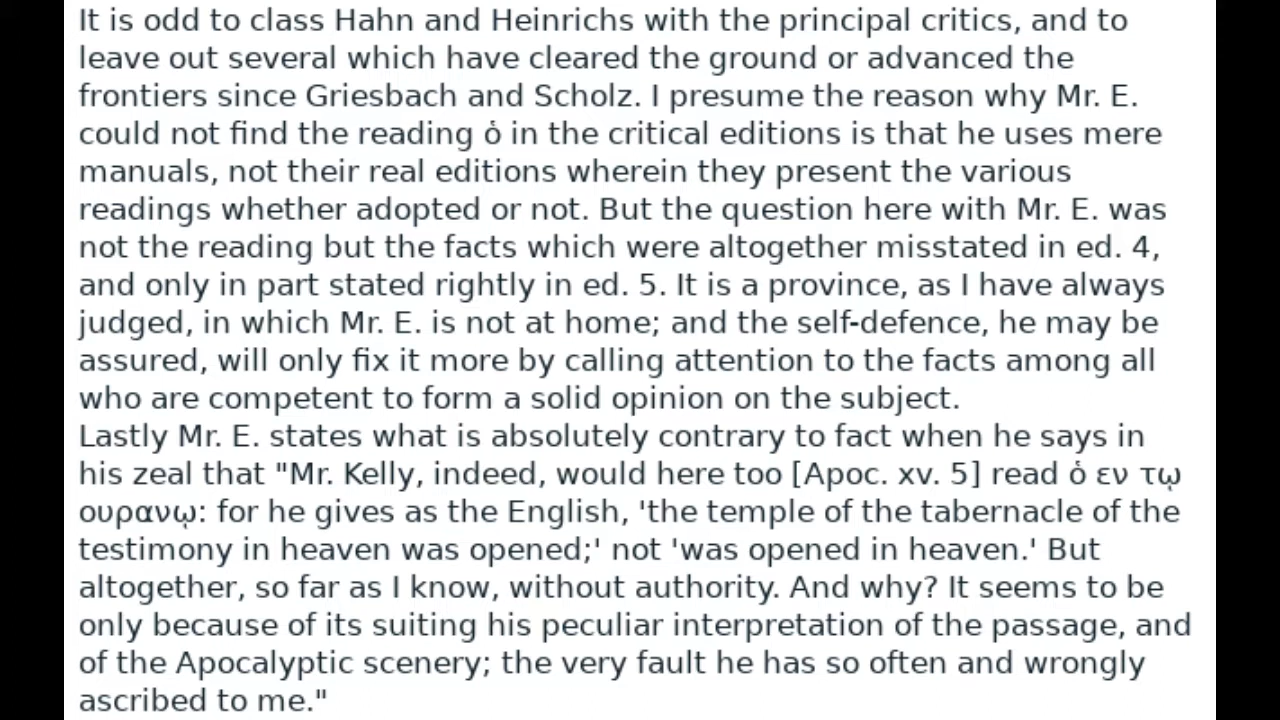 It is odd to class Hahn and Heinrichs with the principal critics, and to
leave out several which have cleared the ground or advanced the
frontiers since Griesbach and Scholz. I presume the reason why Mr. E.
could not find the reading ὁ in the critical editions is that he uses mere
manuals, not their real editions wherein they present the various
readings whether adopted or not. But the question here with Mr. E. was
not the reading but the facts which were altogether misstated in ed. 4,
and only in part stated rightly in ed. 5. It is a province, as I have always
judged, in which Mr. E. is not at home; and the self-defence, he may be
assured, will only fix it more by calling attention to the facts among all
who are competent to form a solid opinion on the subject.
Lastly Mr. E. states what is absolutely contrary to fact when he says in
his zeal that "Mr. Kelly, indeed, would here too [Apoc. xv. 5] read ὁ εν τῳ
ουρανῳ: for he gives as the English, 'the temple of the tabernacle of the
testimony in heaven was opened;' not 'was opened in heaven.' But
altogether, so far as I know, without authority. And why? It seems to be
only because of its suiting his peculiar interpretation of the passage, and
of the Apocalyptic scenery; the very fault he has so often and wrongly
ascribed to me."